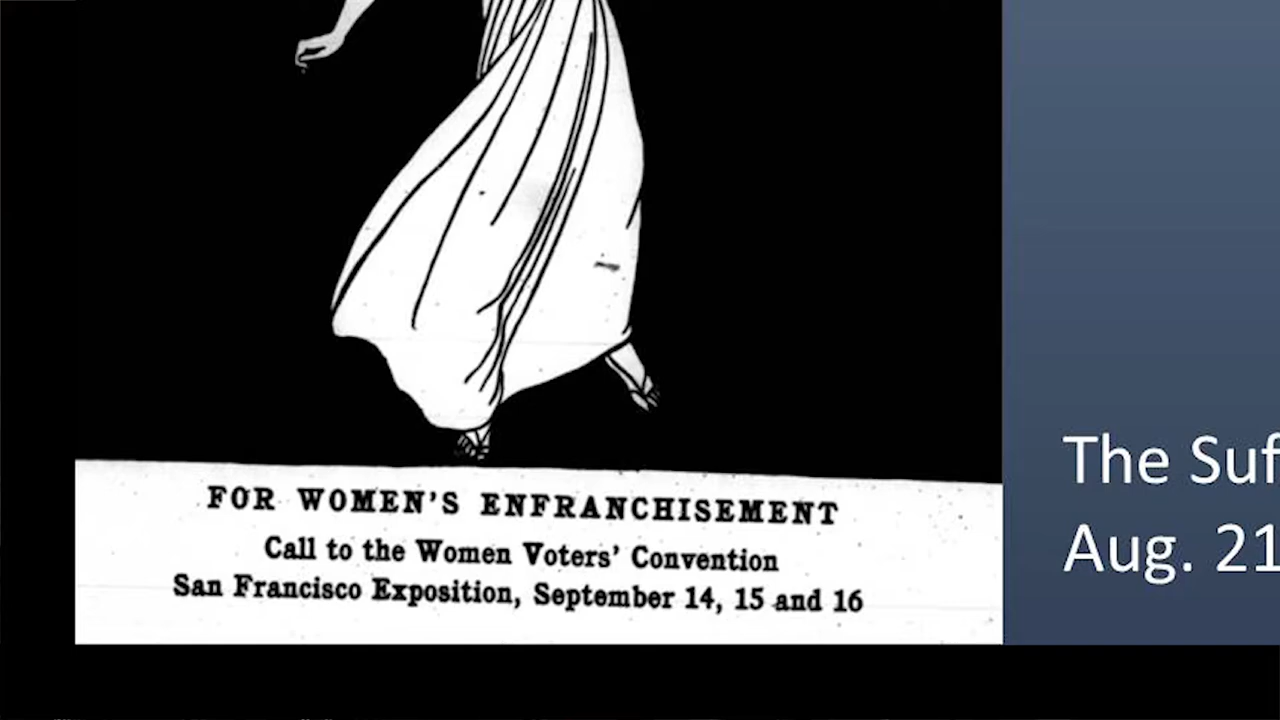 FOR WOMEN'S ENFRANCHISEMENT
Call to the Women Voters' Convention
San Francisco Exposition, September 14, 15 and 16
The Suf
Aug. 21